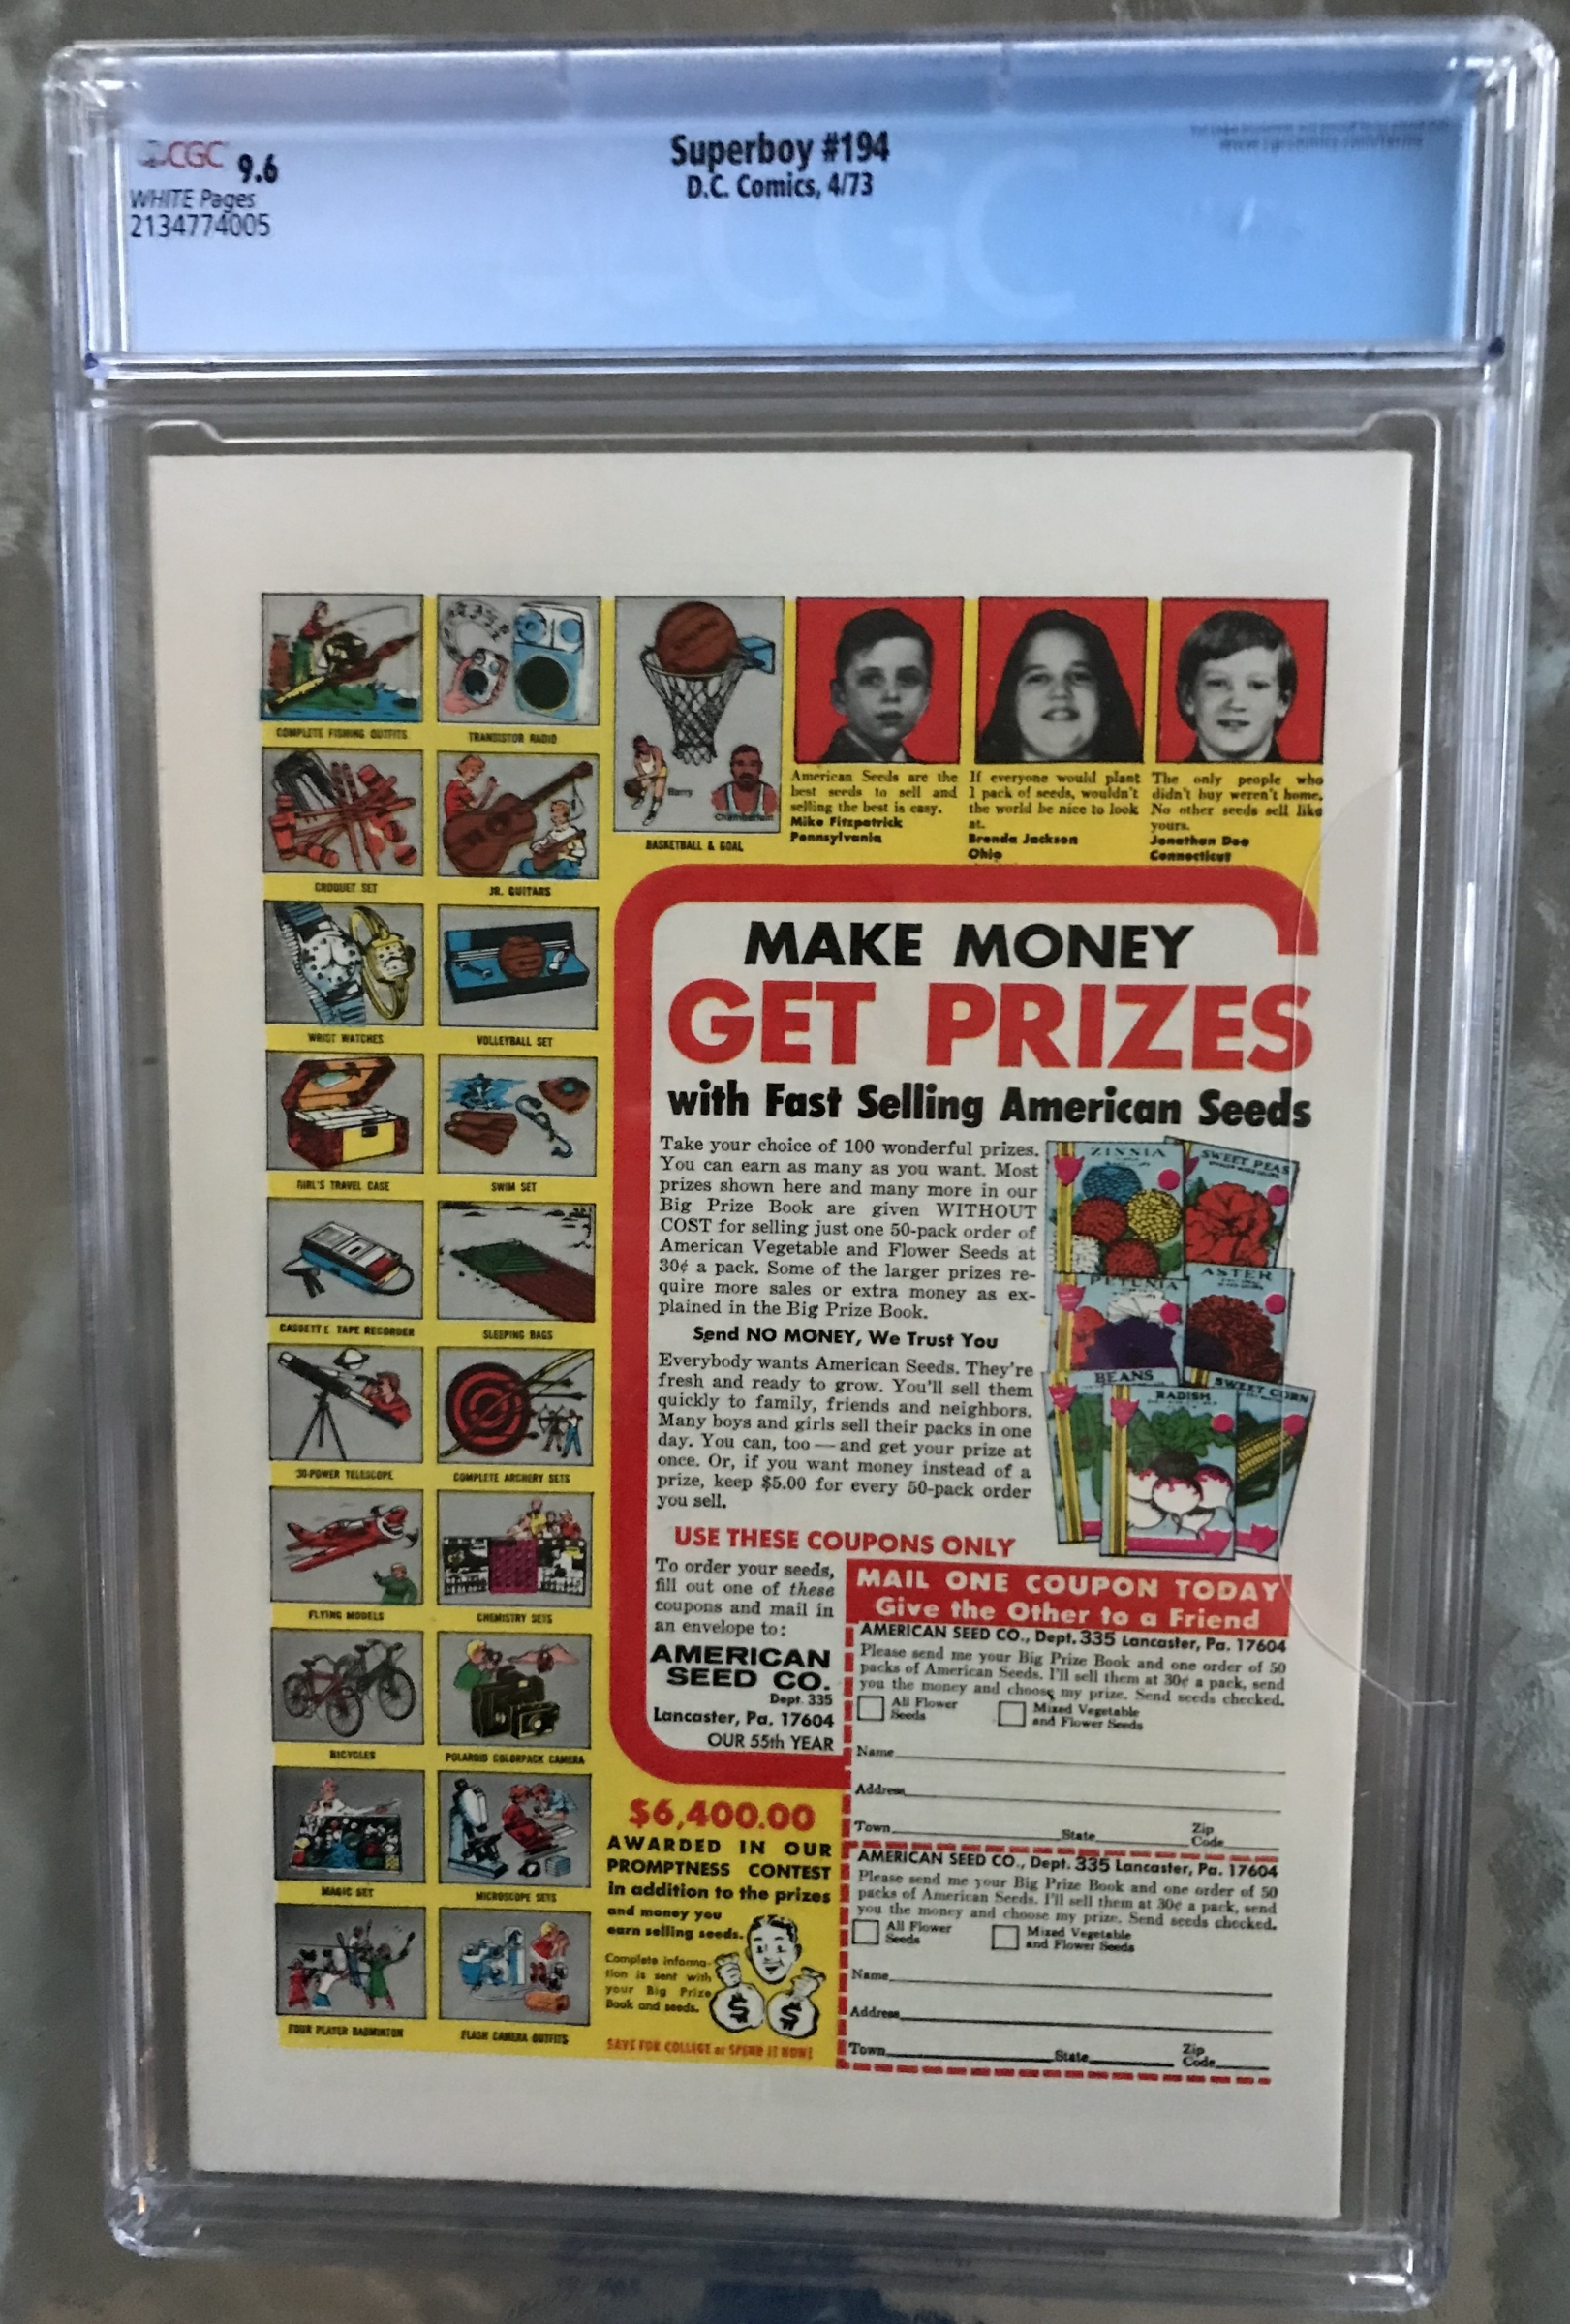 CGC 9.6
WHITE Pages
2134774005
Superboy #194
D.C. Comics, 4/73
CGC
COMPLETE FISHING OUTFITS
TRANSISTOR RADIO
Barry
Chamberlain
BASKETBALL & GOAL
CROQUET SET
JR. GUITARS
WRIST WATCHES
VOLLEYBALL SET
GIRL'S TRAVEL CASE
SWIM SET
CASSETTE TAPE RECORDER
SLEEPING BAGS
30-POWER TELESCOPE
COMPLETE ARCHERY SETS
FLYING MODELS
CHEMISTRY SETS
BICYCLES
POLAROID COLORPACK CAMERA
MAGIC SET
MICROSCOPE SETS
FOUR PLAYER BADMINTON
FLASH CAMERA OUTFITS
American Seeds are the
best seeds to sell and
selling the best is easy.
Mike Fitzpatrick
Pennsylvania
If everyone would plant
1 pack of seeds, wouldn't
the world be nice to look
at.
Brenda Jackson
Ohio
The only people who
didn't buy weren't home.
No other seeds sell like
yours.
Jonathan Doe
Connecticut
MAKE MONEY
GET PRIZES
with Fast Selling American Seeds
Take your choice of 100 wonderful prizes.
You can earn as many as you want. Most
prizes shown here and many more in our
Big Prize Book are given WITHOUT
COST for selling just one 50-pack order of
American Vegetable and Flower Seeds at
30¢ a pack. Some of the larger prizes re-
quire more sales or extra money as ex-
plained in the Big Prize Book.
Send NO MONEY, We Trust You
Everybody wants American Seeds. They're
fresh and ready to grow. You'll sell them
quickly to family, friends and neighbors.
Many boys and girls sell their packs in one
day. You can, too — and get your prize at
once. Or, if you want money instead of a
prize, keep $5.00 for every 50-pack order
you sell.
ZINNIA
SWEET PEAS
PETUNIA
ASTER
BEANS
RADISH
SWEET CORN
USE THESE COUPONS ONLY
To order your seeds,
fill out one of these
coupons and mail in
an envelope to:
AMERICAN
SEED CO.
Dept. 335
Lancaster, Pa. 17604
OUR 55th YEAR
MAIL ONE COUPON TODAY
Give the Other to a Friend
AMERICAN SEED CO., Dept. 335 Lancaster, Pa. 17604
Please send me your Big Prize Book and one order of 50
packs of American Seeds. I'll sell them at 30¢ a pack, send
you the money and choose my prize. Send seeds checked.
All Flower
Seeds
Mixed Vegetable
and Flower Seeds
Name
Address
Town State Zip
Code
AMERICAN SEED CO., Dept. 335 Lancaster, Pa. 17604
Please send me your Big Prize Book and one order of 50
packs of American Seeds. I'll sell them at 30¢ a pack, send
you the money and choose my prize. Send seeds checked.
All Flower
Seeds
Mixed Vegetable
and Flower Seeds
Name
Address
Town State Zip
Code
$6,400.00
AWARDED IN OUR
PROMPTNESS CONTEST
in addition to the prizes
and money you
earn selling seeds.
Complete informa-
tion is sent with
your Big Prize
Book and seeds.
$ $
SAVE FOR COLLEGE or SPEND IT NOW!